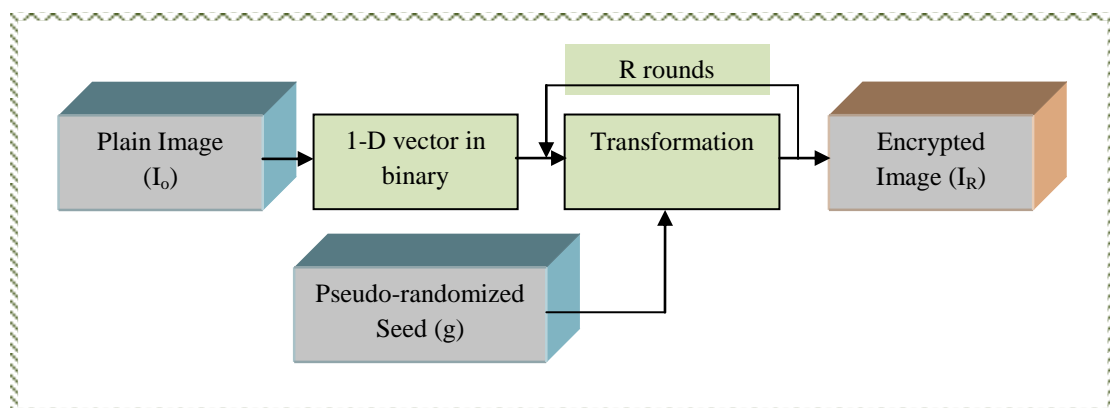 R rounds
Plain Image
(Io)
1-D vector in
binary
Transformation
Encrypted
Image (IR)
Pseudo-randomized
Seed (g)